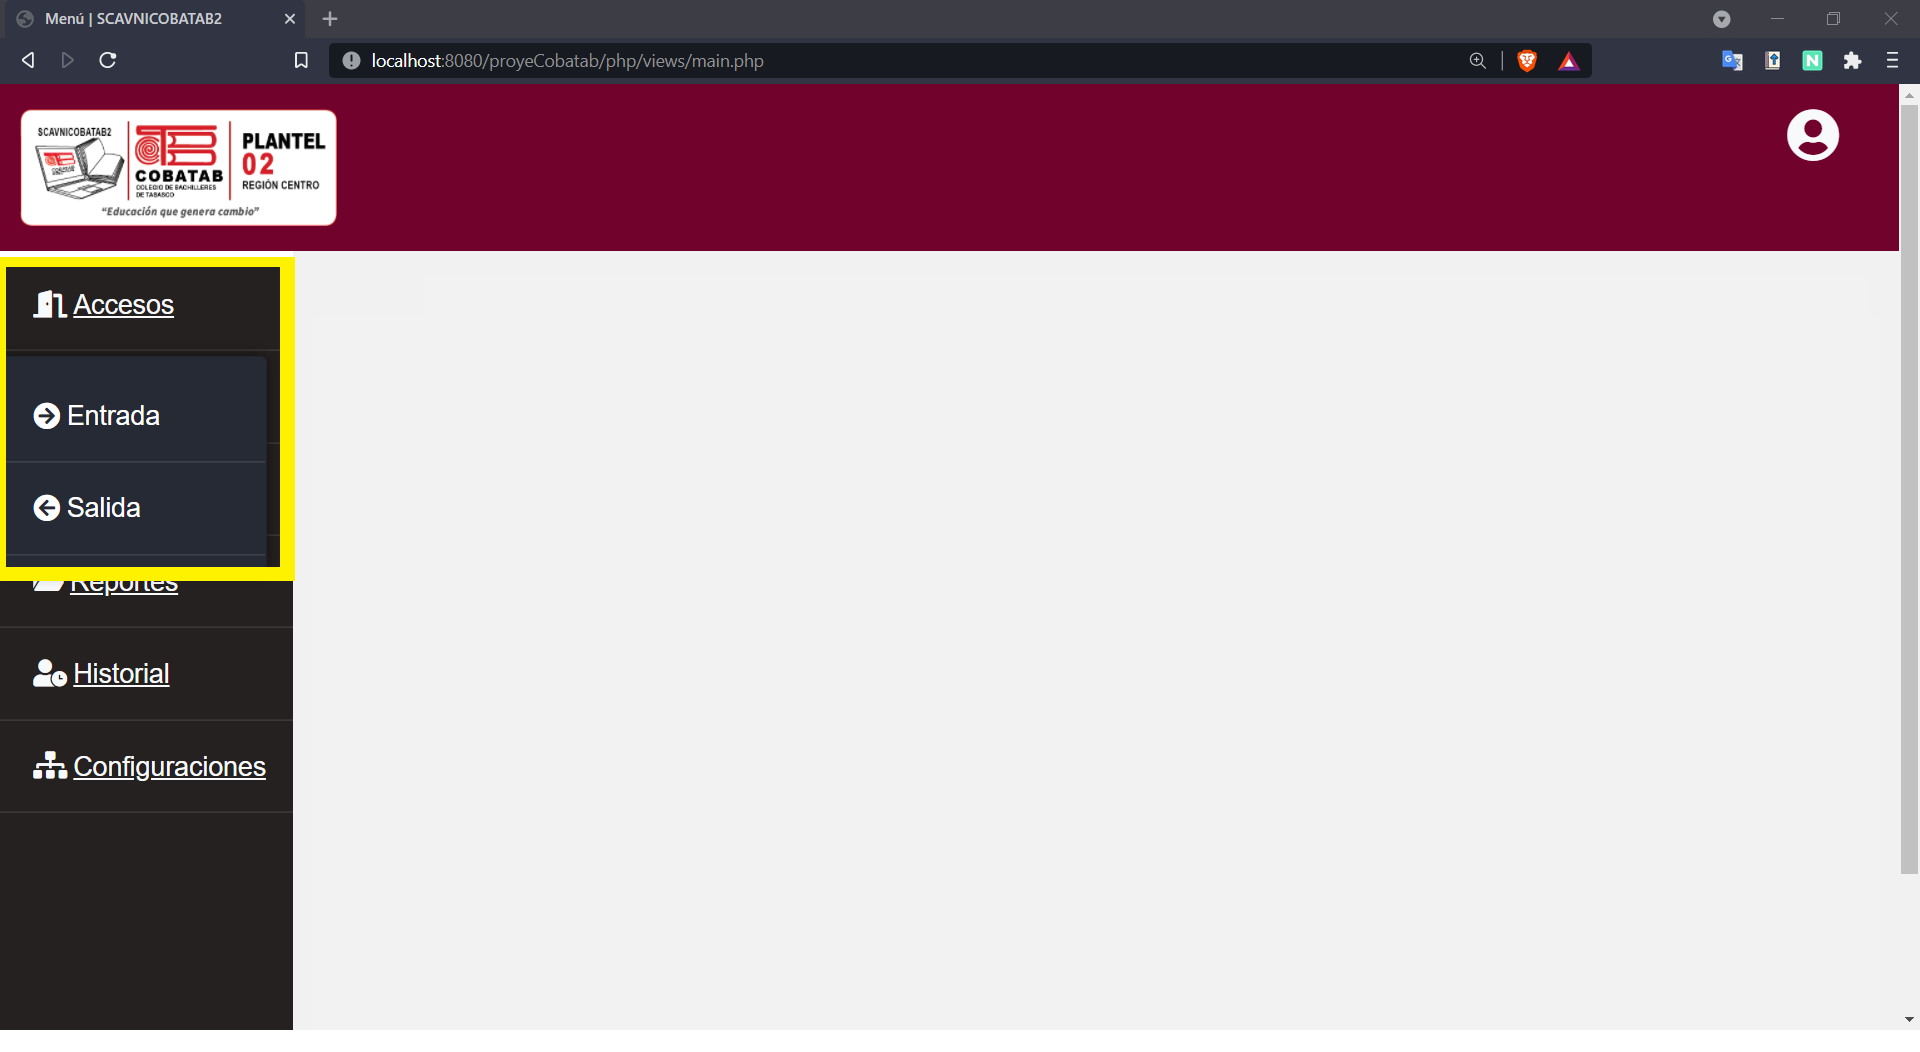 Menú | SCAVNICOBATAB2
localhost:8080/proyeCobatab/php/views/main.php
SCAVNICOBATAB2
COBATAB
COLEGIO DE BACHILLERES
DE TABASCO
PLANTEL
02
REGIÓN CENTRO
“Educación que genera cambio”
Accesos
Entrada
Salida
Reportes
Historial
Configuraciones